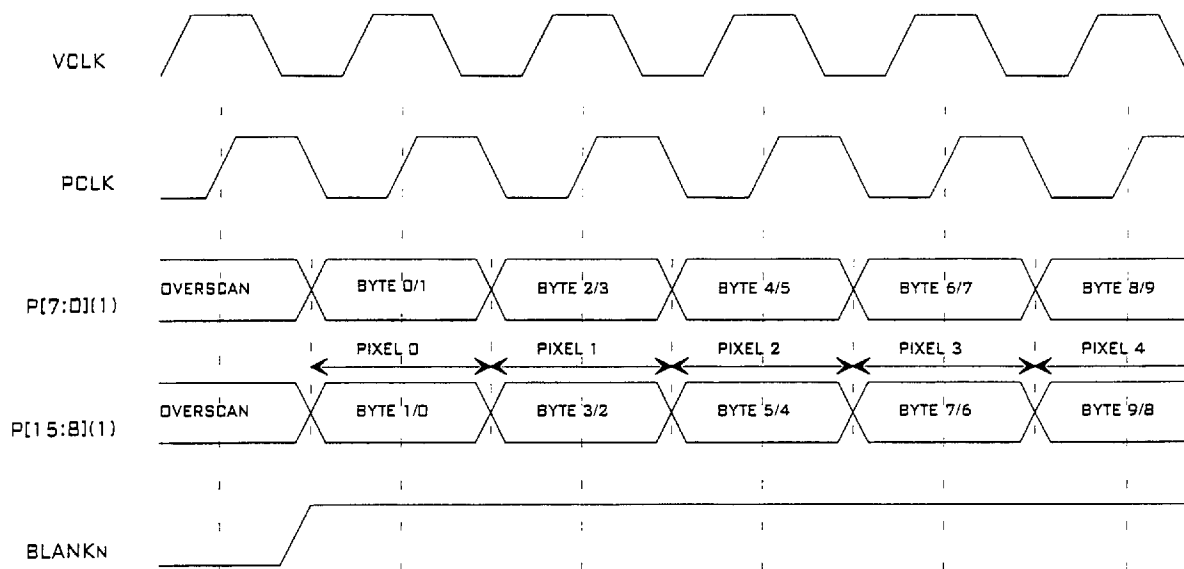 VCLK
PCLK
P[7:0](1)
OVERSCAN
BYTE 0/1
BYTE 2/3
BYTE 4/5
BYTE 6/7
BYTE 8/9
PIXEL 0
PIXEL 1
PIXEL 2
PIXEL 3
PIXEL 4
P[15:8](1)
OVERSCAN
BYTE 1/0
BYTE 3/2
BYTE 5/4
BYTE 7/6
BYTE 9/8
BLANKN